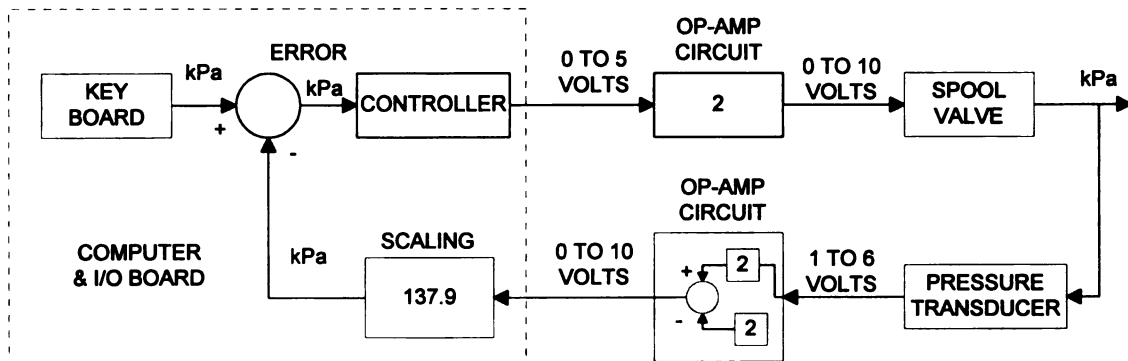 OP-AMP
CIRCUIT
ERROR
kPa
kPa
0 TO 5
VOLTS
0 TO 10
VOLTS
kPa
KEY
BOARD
+
-
CONTROLLER
2
SPOOL
VALVE
OP-AMP
CIRCUIT
COMPUTER
& I/O BOARD
kPa
SCALING
137.9
0 TO 10
VOLTS
+
-
2
2
1 TO 6
VOLTS
PRESSURE
TRANSDUCER